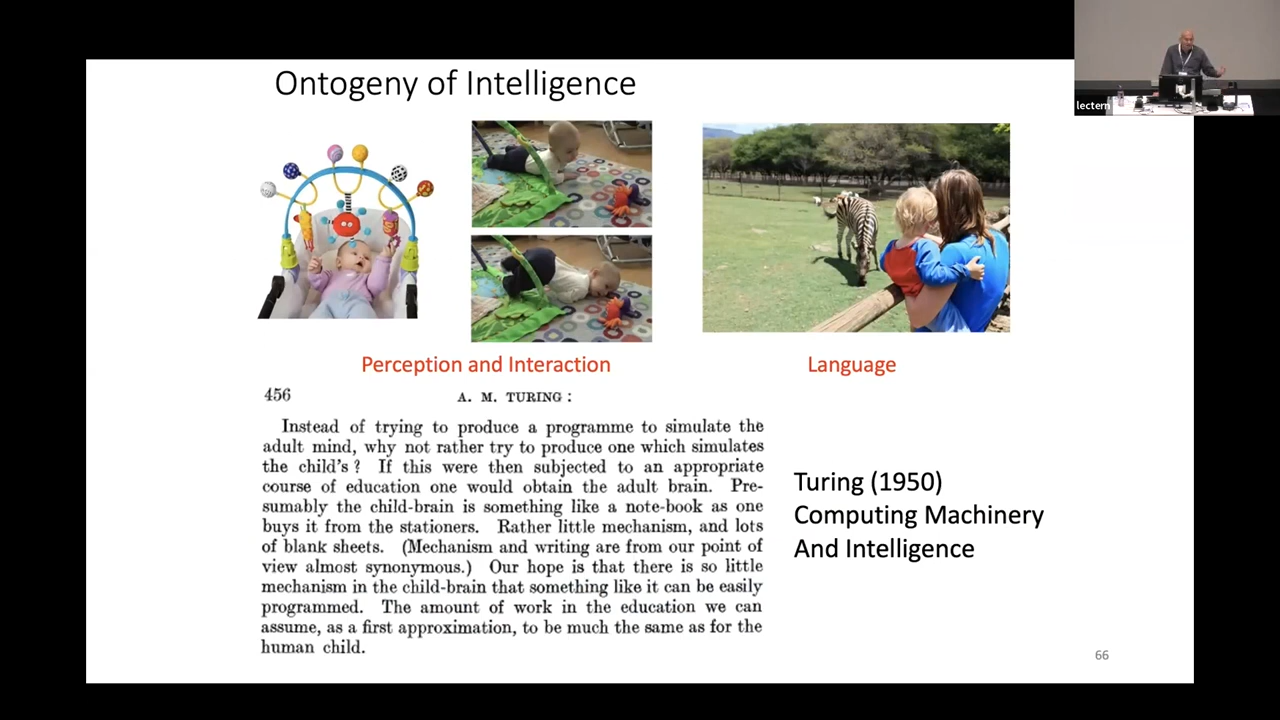 Ontogeny of Intelligence
lectern
Perception and Interaction
Language
456
A. M. TURING :
Instead of trying to produce a programme to simulate the
adult mind, why not rather try to produce one which simulates
the child's ? If this were then subjected to an appropriate
course of education one would obtain the adult brain. Pre-
sumably the child-brain is something like a note-book as one
buys it from the stationers. Rather little mechanism, and lots
of blank sheets. (Mechanism and writing are from our point of
view almost synonymous.) Our hope is that there is so little
mechanism in the child-brain that something like it can be easily
programmed. The amount of work in the education we can
assume, as a first approximation, to be much the same as for the
human child.
Turing (1950)
Computing Machinery
And Intelligence
66